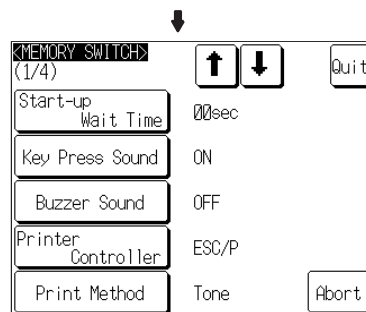 <MEMORY SWITCH>
(1/4)
Quit
Start-up
Wait Time
00sec
Key Press Sound
ON
Buzzer Sound
OFF
Printer
Controller
ESC/P
Print Method
Tone
Abort